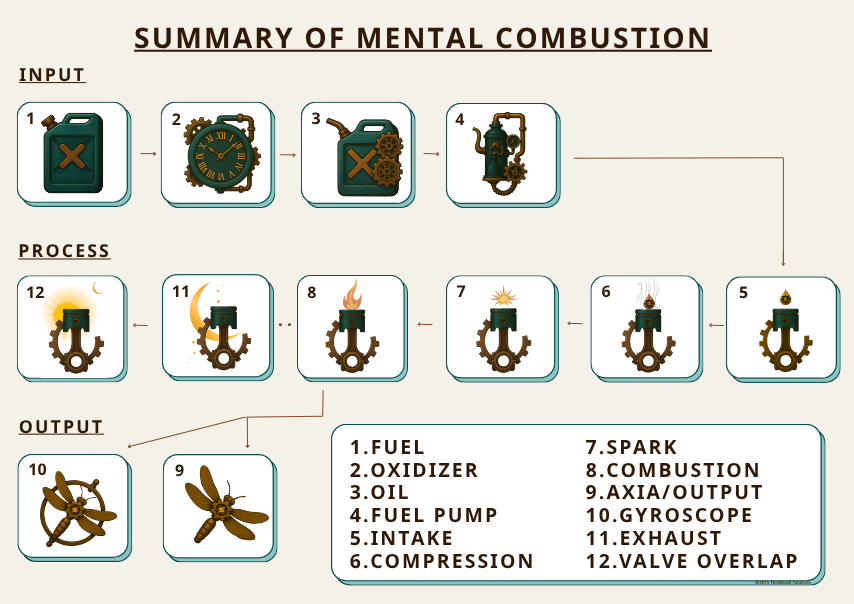 SUMMARY OF MENTAL COMBUSTION
INPUT
1
2
3
4
PROCESS
12
11
8
7
6
5
OUTPUT
10
9
1.FUEL
2.OXIDIZER
3.OIL
4.FUEL PUMP
5.INTAKE
6.COMPRESSION
7.SPARK
8.COMBUSTION
9.AXIA/OUTPUT
10.GYROSCOPE
11.EXHAUST
12.VALVE OVERLAP